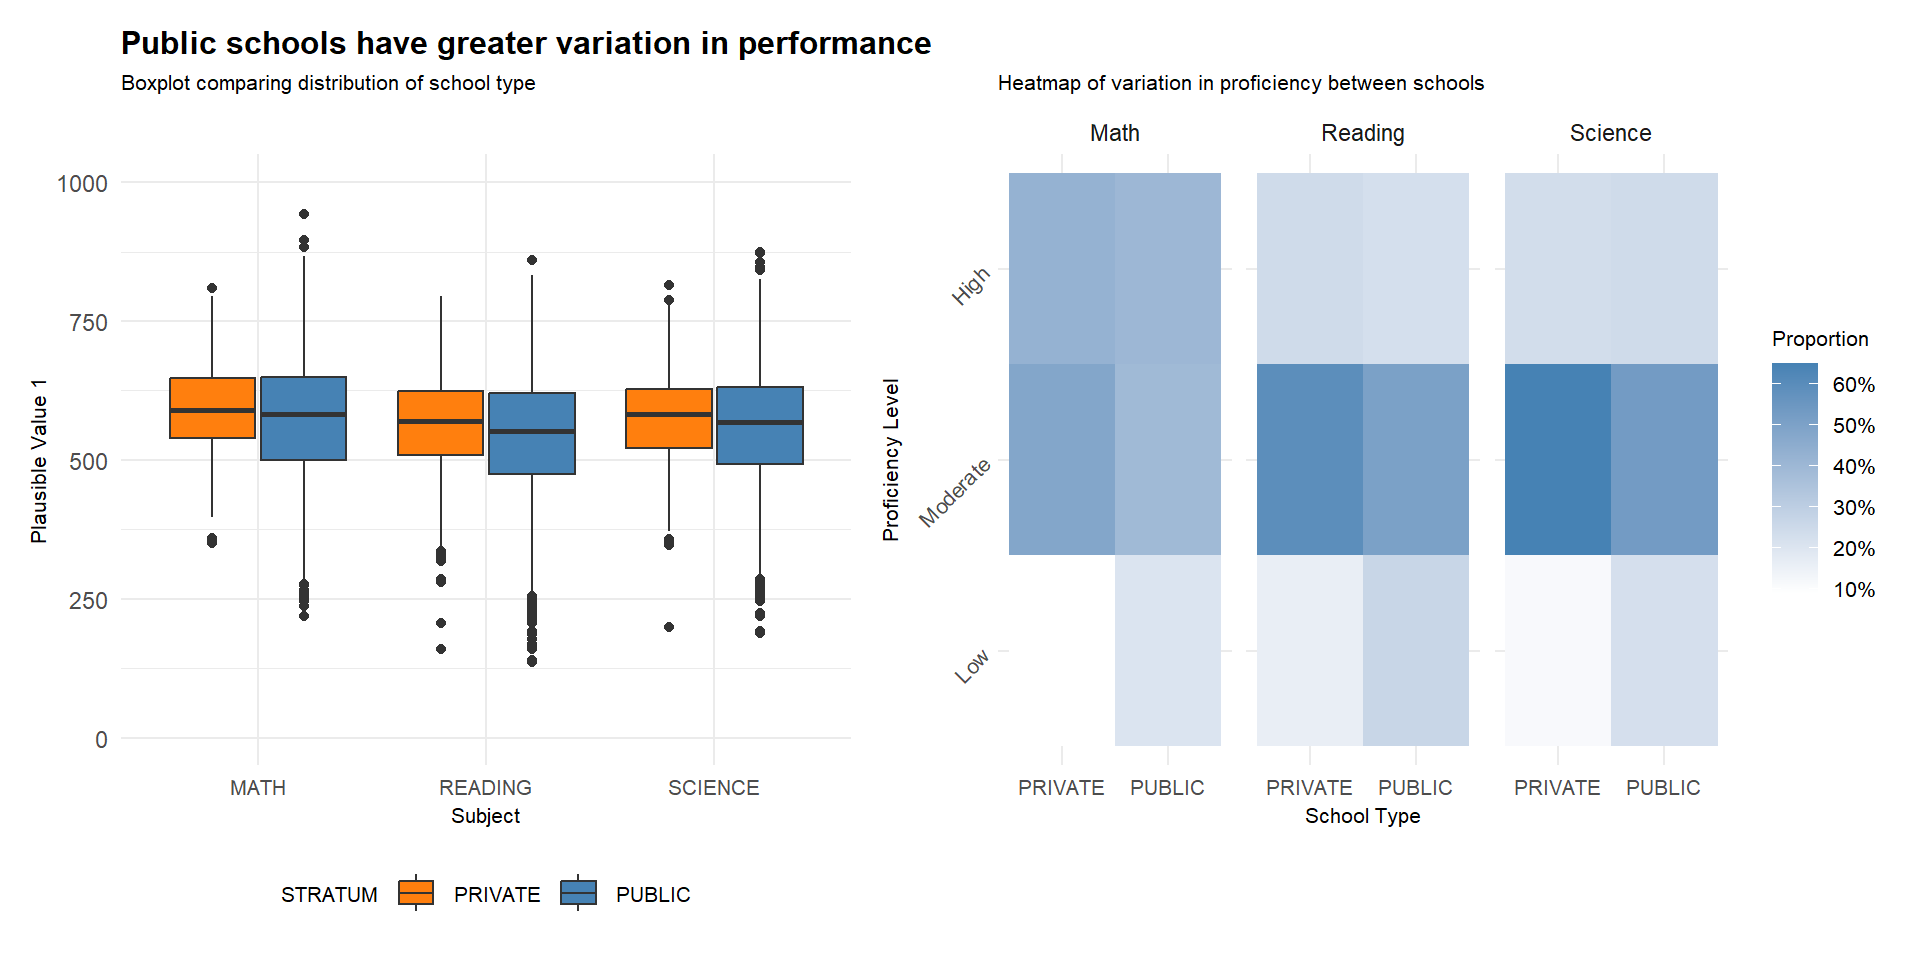 Public schools have greater variation in performance
Boxplot comparing distribution of school type
Plausible Value 1
1000
750
500
250
0
MATH READING SCIENCE
Subject
STRATUM PRIVATE PUBLIC
Heatmap of variation in proficiency between schools
Math Reading Science
Proficiency Level
High
Moderate
Low
PRIVATE PUBLIC PRIVATE PUBLIC PRIVATE PUBLIC
School Type
Proportion
60%
50%
40%
30%
20%
10%